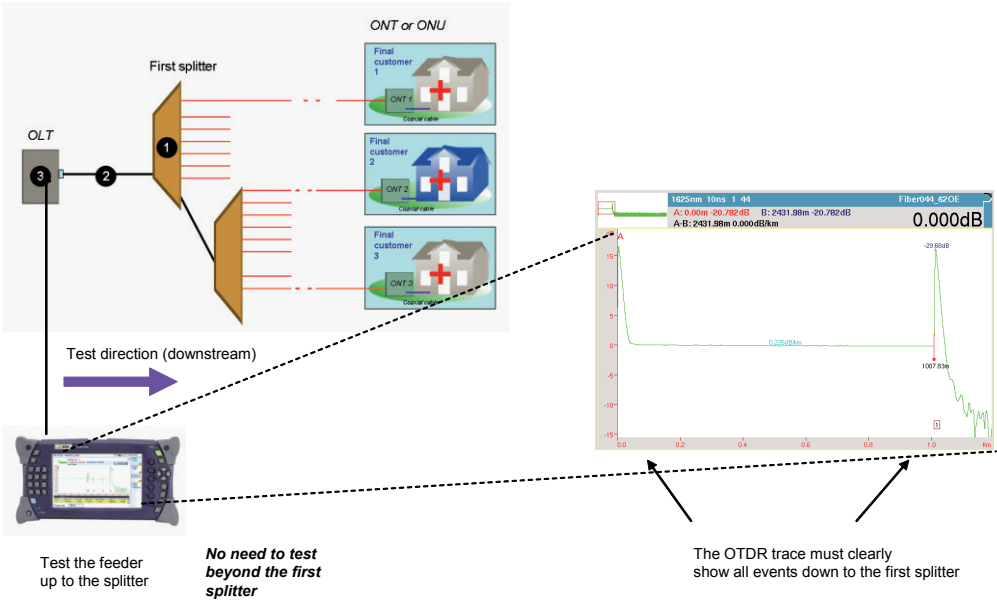 ONT or ONU
First splitter
OLT
3
2
1
Final
customer
1
ONT 1
Coaxial cable
Final
customer
2
ONT 2
Coaxial cable
Final
customer
3
ONT 3
Coaxial cable
Test direction (downstream)
Test the feeder
up to the splitter
No need to test
beyond the first
splitter
1625nm 10ns 1 44
Fiber044_62OE
A: 0.00m -20.782dB B: 2431.98m -20.782dB
A-B: 2431.98m 0.000dB/km
0.000dB
A
-29.68dB
15
10
5
0
-5
-10
-15
0.226dB/km
1007.83m
1
0.0 0.2 0.4 0.6 0.8 1.0 Km
The OTDR trace must clearly
show all events down to the first splitter